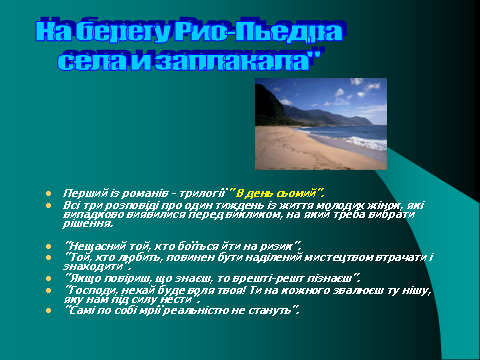 На берегу Рио-Пьедра
села и заплакала"
Перший із романів – трилогії “В день сьомий”.
Всі три розповіді про один тиждень із життя молодих жінок, які
випадково виявилися перед викликом, на який треба вибрати
рішення.
“Нещасний той, хто боїться йти на ризик”.
“Той, хто любить, повинен бути наділений мистецтвом втрачати і
знаходити”.
“Якщо повіриш, що знаєш, то врешті-решт пізнаєш”.
“Господи, нехай буде воля твоя! Ти на кожного звалюєш ту нішу,
яку нам під силу нести”.
“Самі по собі мрії реальністю не стануть”.